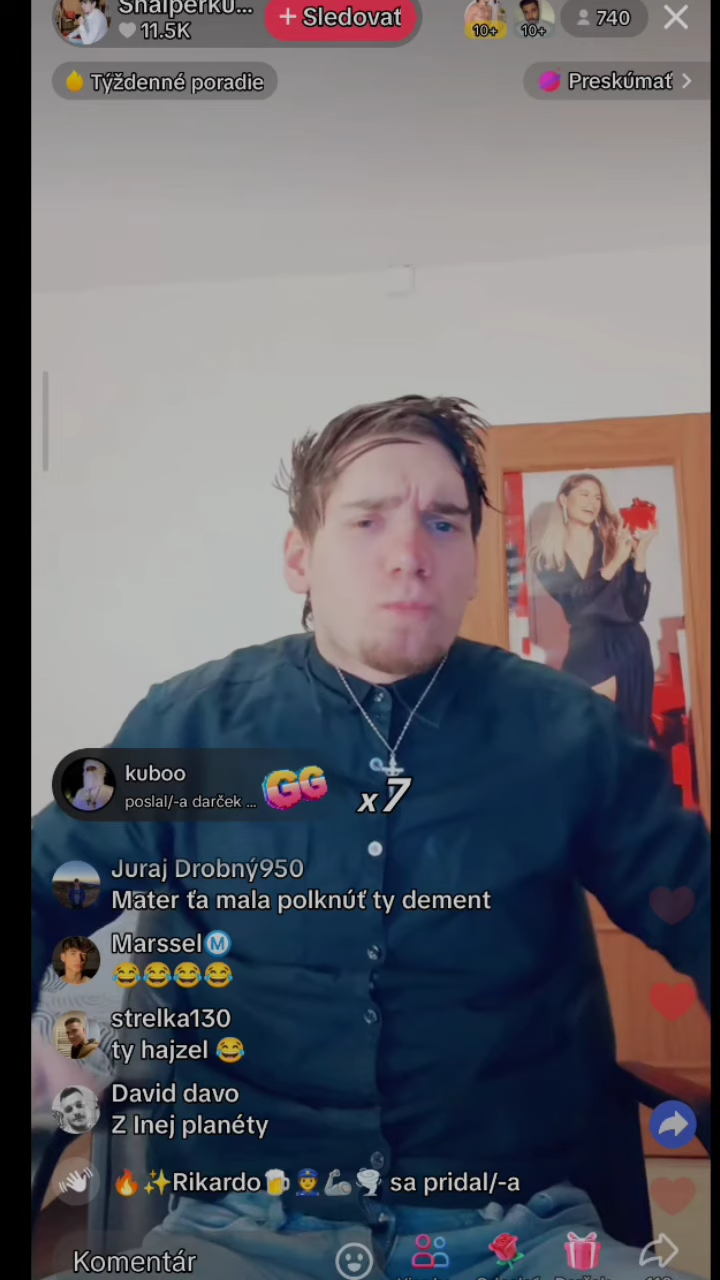 + Sledovať
11.5K
10+
10+
740
Týždenné poradie
Preskúmať
kuboo
poslal/-a darček ...
GG
x7
Juraj Drobný950
Mater ťa mala polknúť ty dement
Marssel Ⓜ
😂😂😂😂
strelka130
ty hajzel 😂
David davo
Z Inej planéty
🔥✨Rikardo🍺👮💪🌪 sa pridal/-a
Komentár